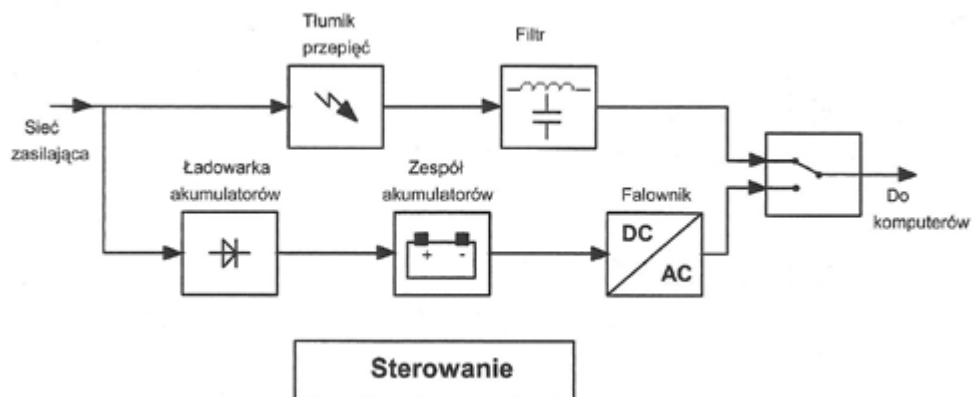 Tłumik
przepięć
Filtr
Sieć
zasilająca
Ładowarka
akumulatorów
Zespół
akumulatorów
Falownik
DC
AC
+ -
Do
komputerów
Sterowanie